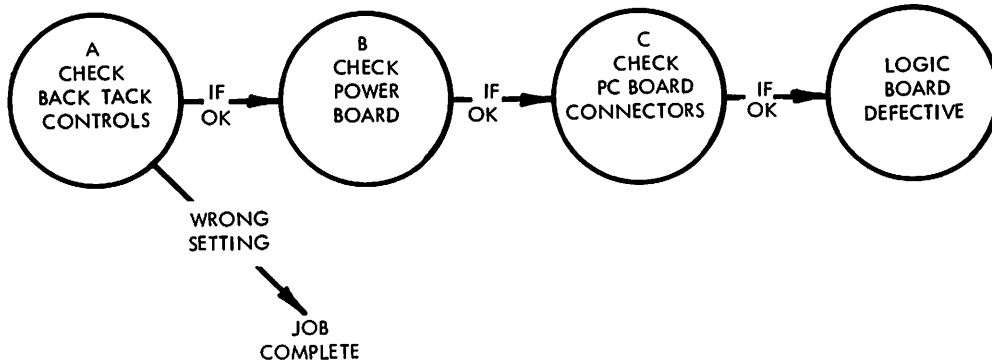 A
CHECK
BACK TACK
CONTROLS
IF
OK
B
CHECK
POWER
BOARD
IF
OK
C
CHECK
PC BOARD
CONNECTORS
IF
OK
LOGIC
BOARD
DEFECTIVE
WRONG
SETTING
JOB
COMPLETE